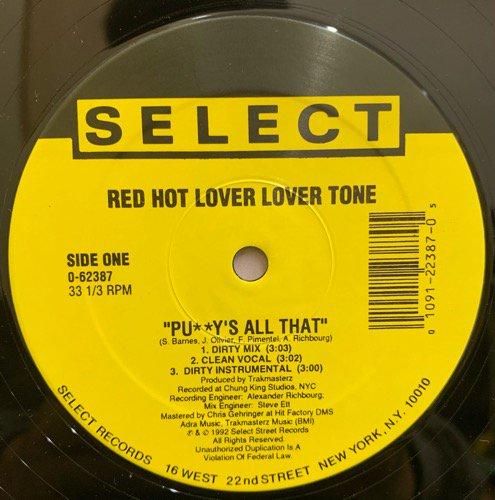 SELECT
RED HOT LOVER LOVER TONE
SIDE ONE
0-62387
33 1/3 RPM
0 1091-22387-0 5
"PU**Y'S ALL THAT"
(S. Barnes, J. Olivier, F. Pimentel, A. Richburg)
1. DIRTY MIX (3:03)
2. CLEAN VOCAL (3:02)
3. DIRTY INSTRUMENTAL (3:00)
Produced by Trakmasterz
Recorded at Chung King Studios, NYC
Recording Engineer: Alexander Richbourg;
Mix Engineer: Steve Ett
Mastered by Chris Gehringer at Hit Factory DMS
Adra Music, Trakmasterz Music (BMI)
℗ & © 1992 Select Street Records
All Rights Reserved.
Unauthorized Duplication Is A
Violation Of Federal Law.
SELECT RECORDS 16 WEST 22nd STREET NEW YORK, N.Y. 10010